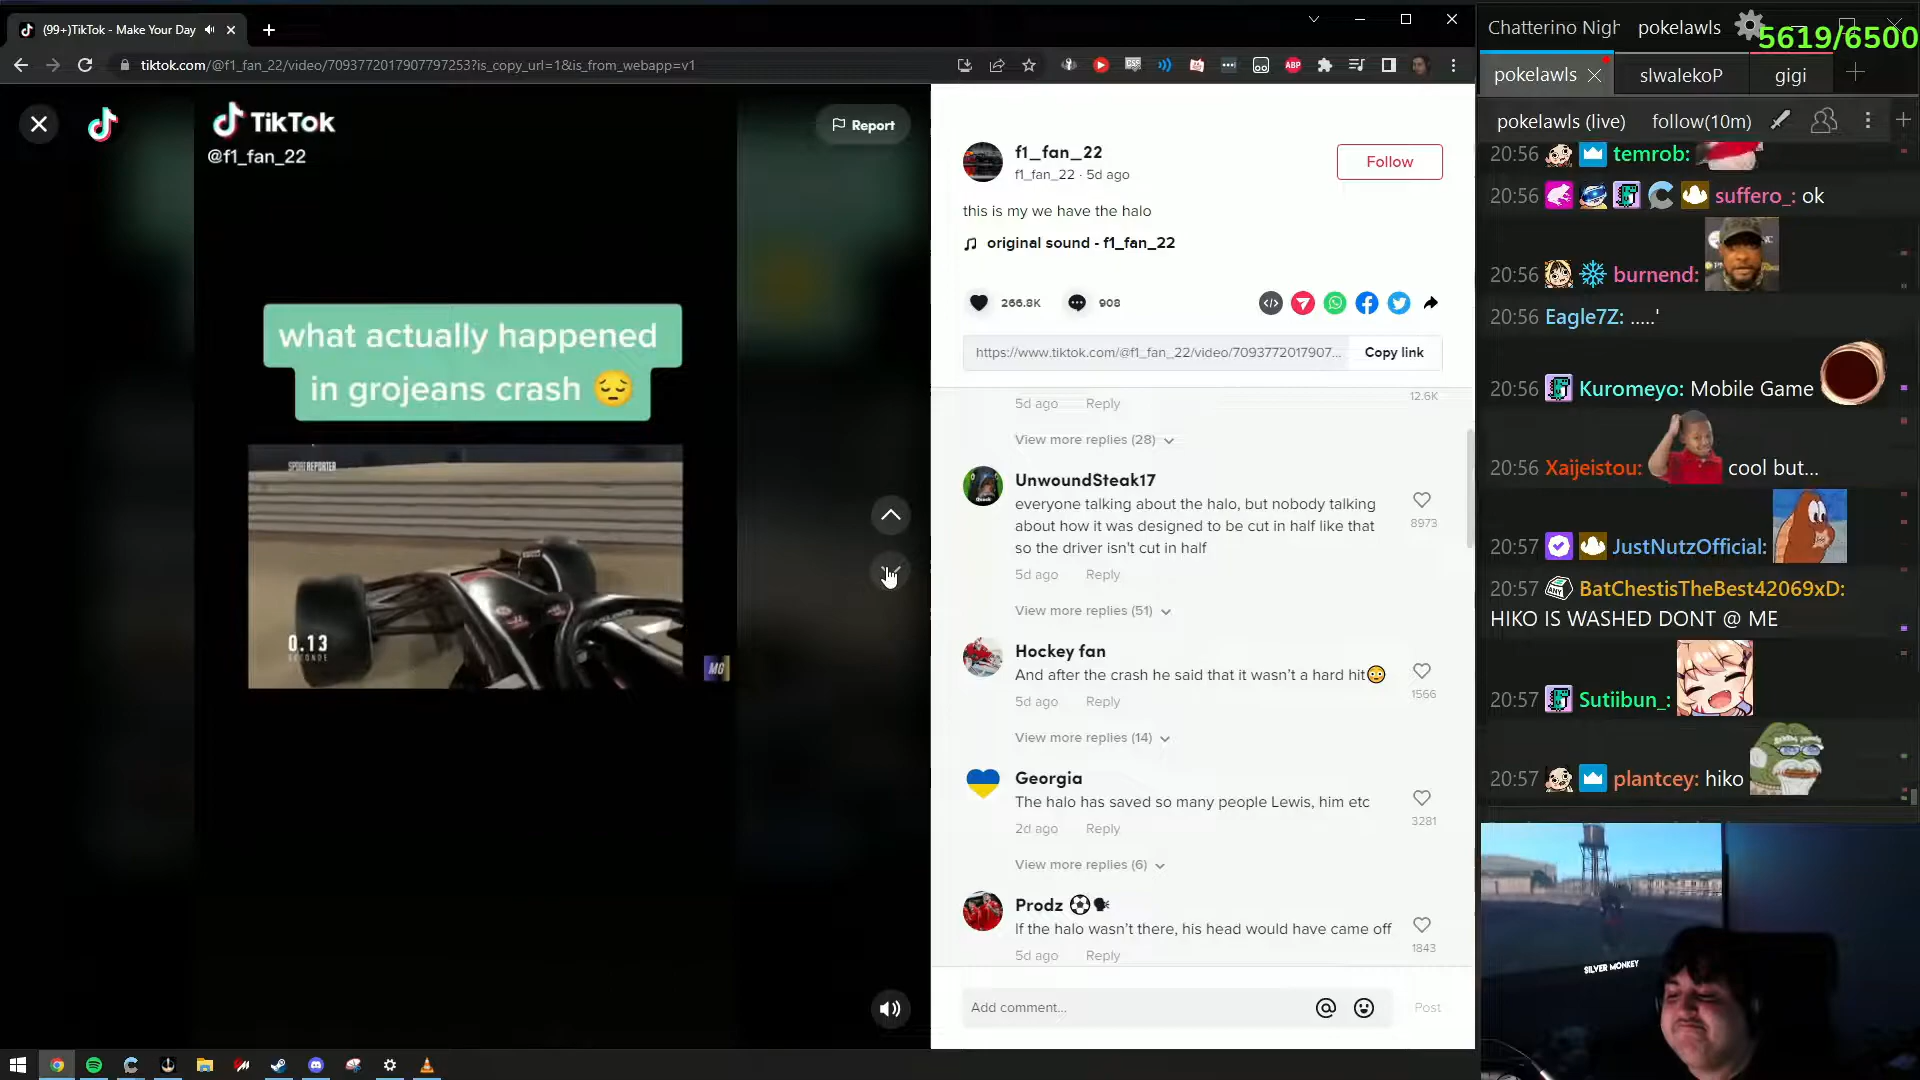 (99+)TikTok - Make Your Day
tiktok.com/@f1_fan_22/video/7093772017907797253?is_copy_url=1&is_from_webapp=v1
TikTok
@f1_fan_22
Report
what actually happened
in grojeans crash 😔
SPORT REPORTER
0.13
SECONDE
MG
f1_fan_22
f1_fan_22 · 5d ago
Follow
this is my we have the halo
original sound - f1_fan_22
266.8K
908
https://www.tiktok.com/@f1_fan_22/video/7093772017907...
Copy link
5d ago Reply
12.6K
View more replies (28)
UnwoundSteak17
everyone talking about the halo, but nobody talking
about how it was designed to be cut in half like that
so the driver isn't cut in half
8973
5d ago Reply
View more replies (51)
Hockey fan
And after the crash he said that it wasn't a hard hit😳
1566
5d ago Reply
View more replies (14)
Georgia
The halo has saved so many people Lewis, him etc
3281
2d ago Reply
View more replies (6)
Prodz ⚽🗣
If the halo wasn't there, his head would have came off
1843
5d ago Reply
Add comment...
Post
Chatterino Nigh
pokelawls
5619/6500
pokelawls
slwalekoP
gigi
pokelawls (live)
follow(10m)
20:56 temrob:
20:56 suffero_: ok
20:56 burnend:
20:56 Eagle7Z: .....'
20:56 Kuromeyo: Mobile Game
20:56 Xaijeistou: cool but...
20:57 JustNutzOfficial:
20:57 BatChestisTheBest42069xD:
HIKO IS WASHED DONT @ ME
20:57 Sutiibun_:
20:57 plantcey: hiko
SILVER MONKEY